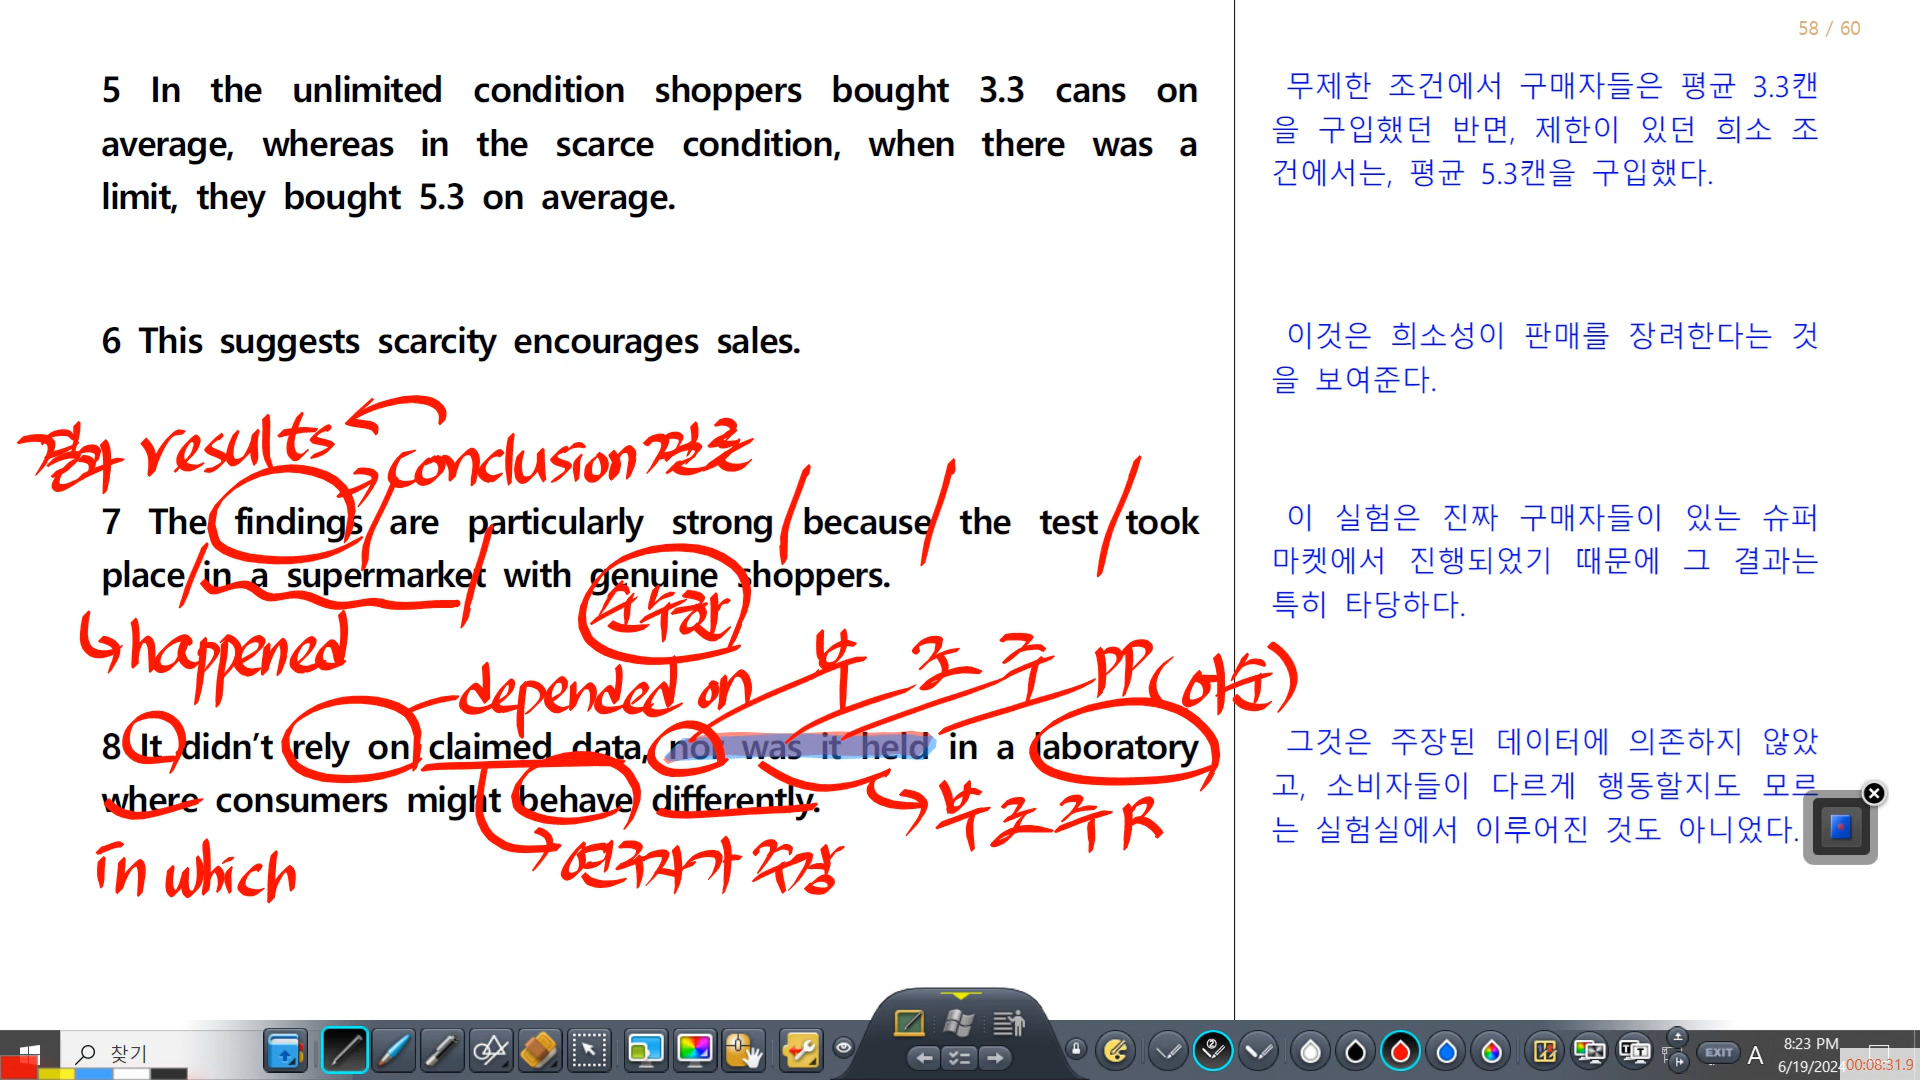 58 / 60
5 In the unlimited condition shoppers bought 3.3 cans on
average, whereas in the scarce condition, when there was a
limit, they bought 5.3 on average.
무제한 조건에서 구매자들은 평균 3.3캔
을 구입했던 반면, 제한이 있던 희소 조
건에서는, 평균 5.3캔을 구입했다.
6 This suggests scarcity encourages sales.
이것은 희소성이 판매를 장려한다는 것
을 보여준다.
결과 results
conclusion 결론
7 The findings are particularly strong because the test took
place in a supermarket with genuine shoppers.
순수한
happened
이 실험은 진짜 구매자들이 있는 슈퍼
마켓에서 진행되었기 때문에 그 결과는
특히 타당하다.
depended on
부 조 주 PP(어순)
8 It didn't rely on claimed data, nor was it held in a laboratory
where consumers might behave differently.
부조주R
in which
연구자가 주장
그것은 주장된 데이터에 의존하지 않았
고, 소비자들이 다르게 행동할지도 모르
는 실험실에서 이루어진 것도 아니었다.
찾기
EXIT
A
8:23 PM
6/19/2024
00:08:31.9